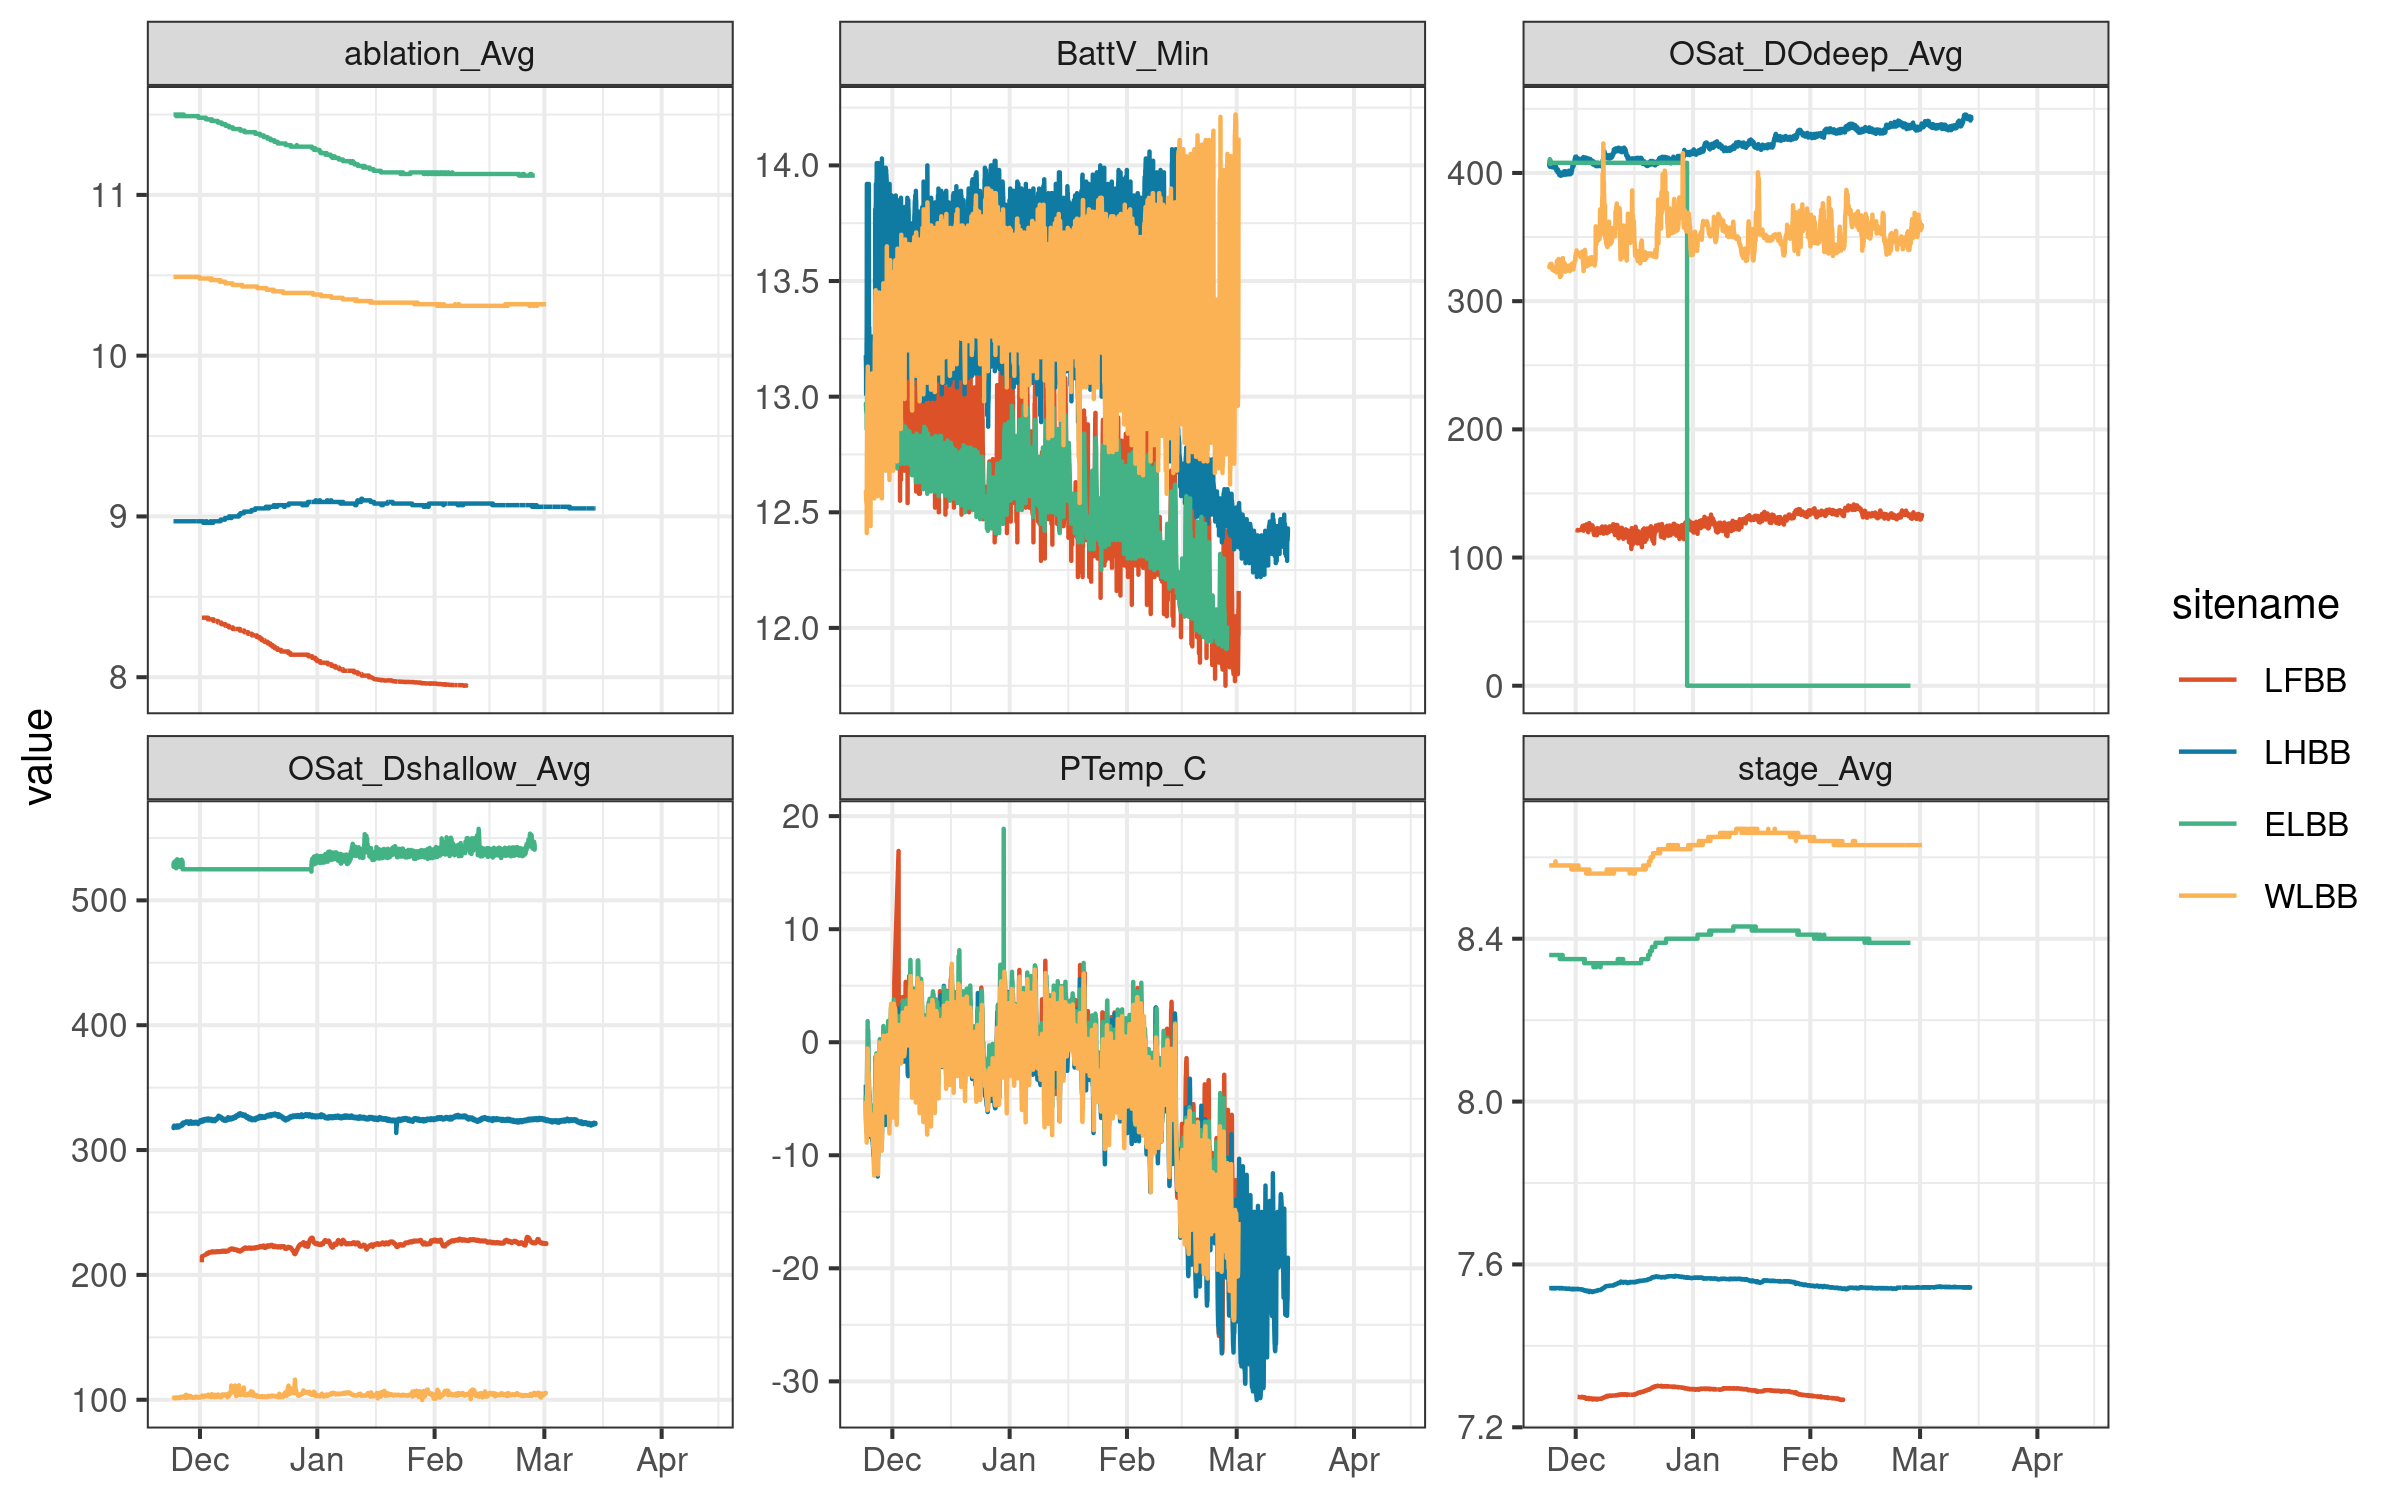 ablation_Avg
BattV_Min
OSat_DOdeep_Avg
11
10
9
8
14.0
13.5
13.0
12.5
12.0
400
300
200
100
0
value
OSat_Dshallow_Avg
PTemp_C
stage_Avg
500
400
300
200
100
20
10
0
-10
-20
-30
8.4
8.0
7.6
7.2
Dec Jan Feb Mar Apr
Dec Jan Feb Mar Apr
Dec Jan Feb Mar Apr
sitename
LFBB
LHBB
ELBB
WLBB